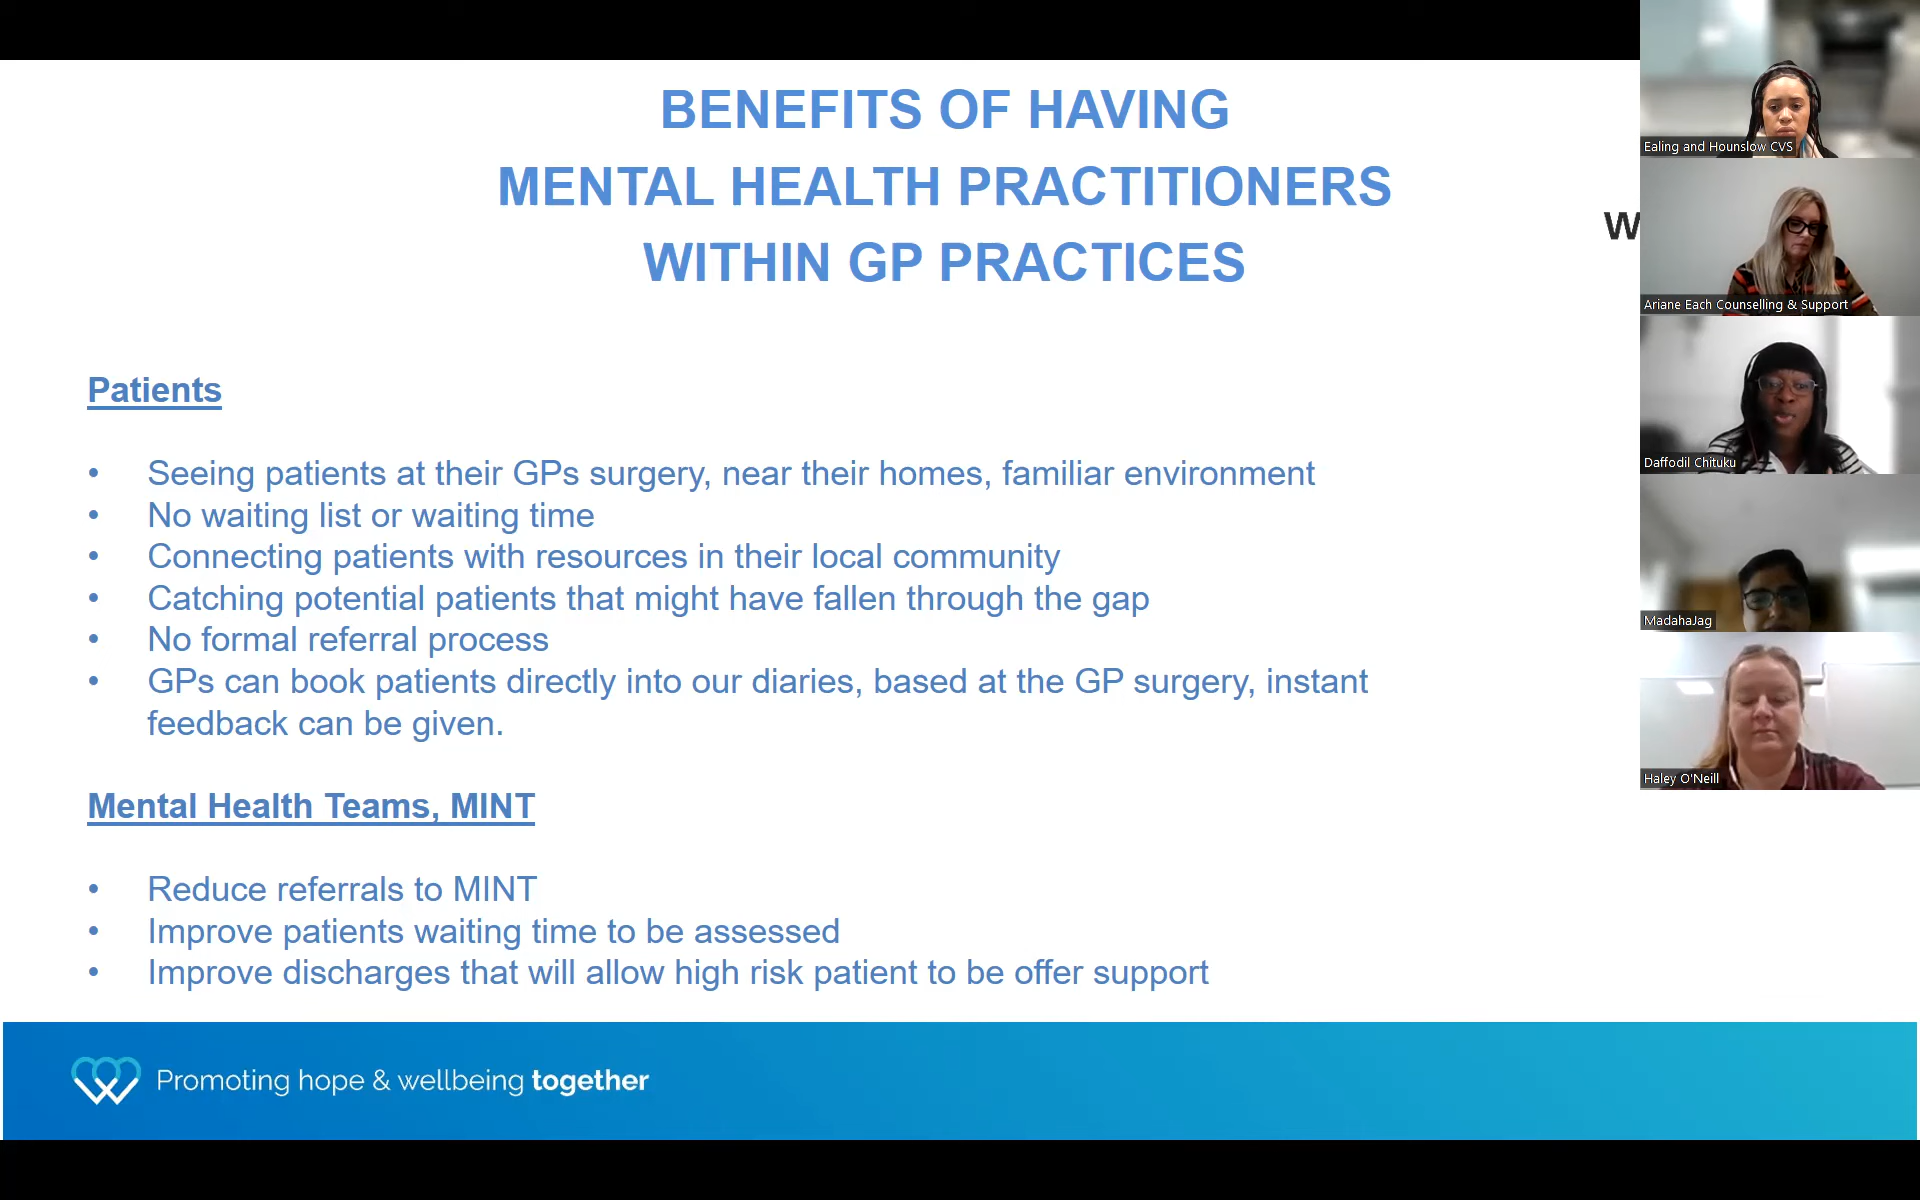 BENEFITS OF HAVING
MENTAL HEALTH PRACTITIONERS
WITHIN GP PRACTICES
W
Patients
• Seeing patients at their GPs surgery, near their homes, familiar environment
• No waiting list or waiting time
• Connecting patients with resources in their local community
• Catching potential patients that might have fallen through the gap
• No formal referral process
• GPs can book patients directly into our diaries, based at the GP surgery, instant
feedback can be given.
Mental Health Teams, MINT
• Reduce referrals to MINT
• Improve patients waiting time to be assessed
• Improve discharges that will allow high risk patient to be offer support
Promoting hope & wellbeing together
Ealing and Hounslow CVS
Ariane Each Counselling & Support
Daffodil Chituku
MadahaJag
Haley O'Neill